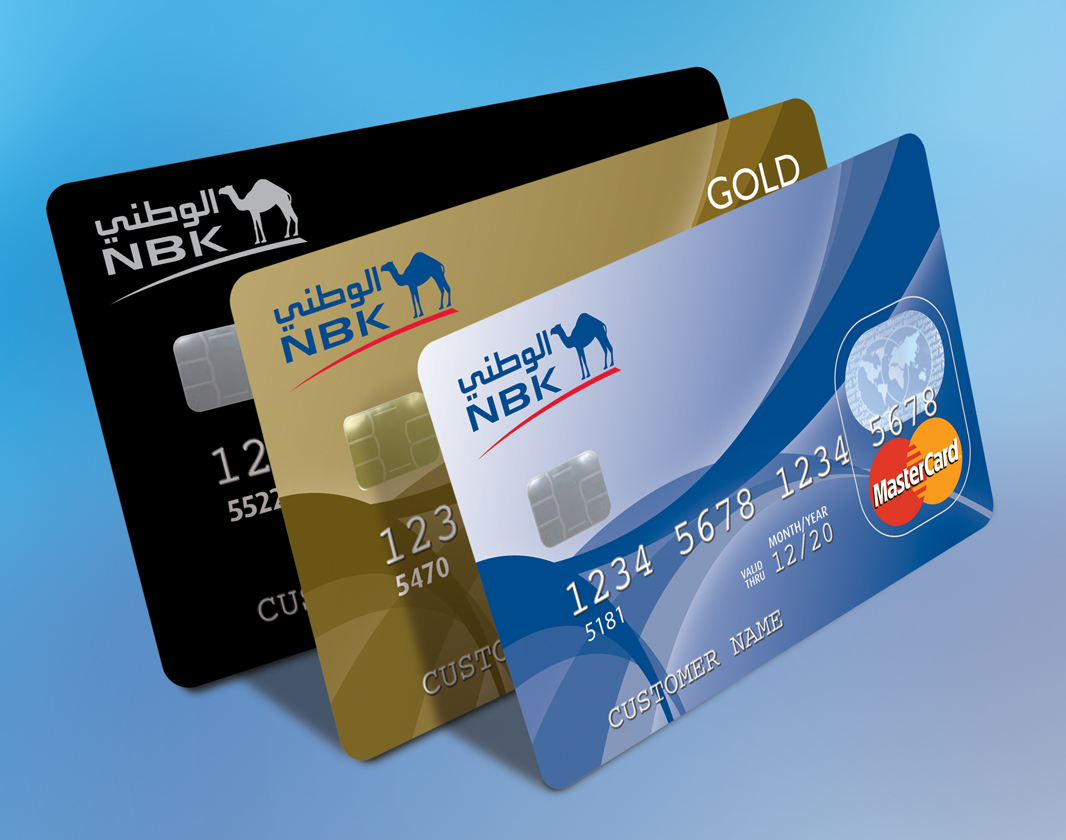 الوطني
NBK
12
5522
CUS
GOLD
الوطني
NBK
123
5470
CUSTO
الوطني
NBK
1234 5678 1234 5678
5181
MONTH/YEAR
VALID
THRU
12/20
CUSTOMER NAME
MasterCard